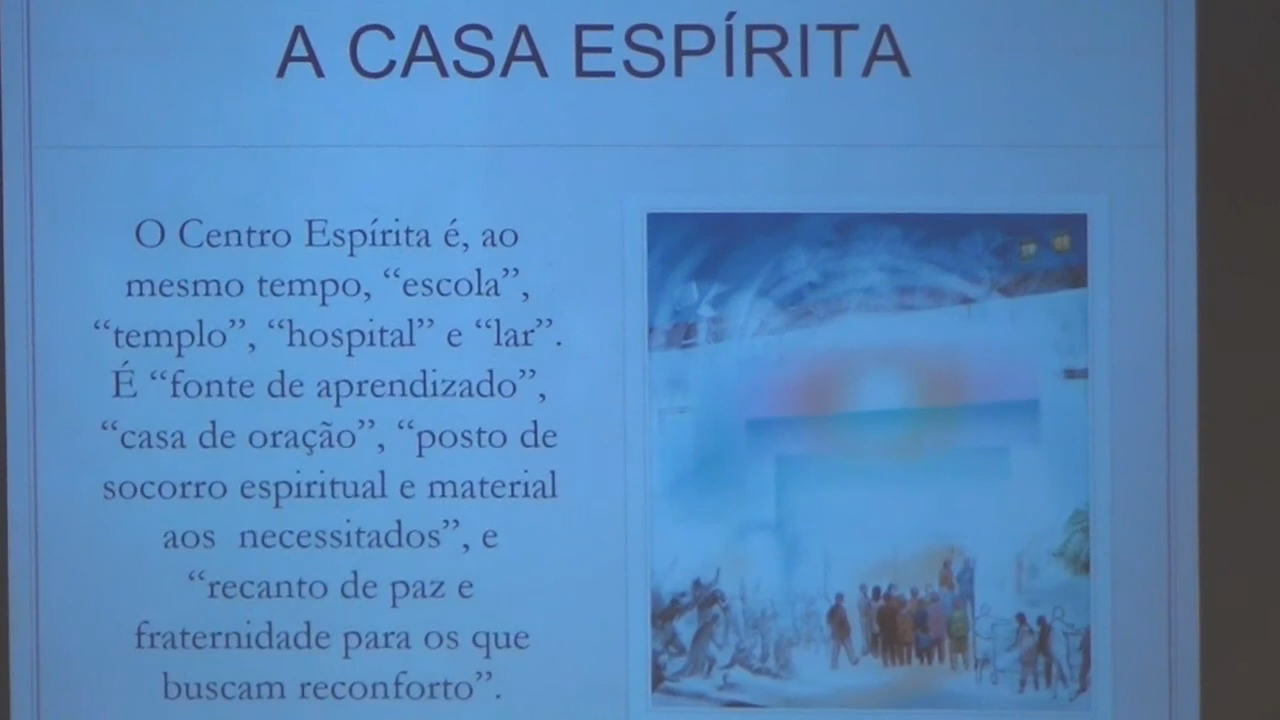 A CASA ESPÍRITA
O Centro Espírita é, ao
mesmo tempo, “escola”,
“templo”, “hospital” e “lar”.
É “fonte de aprendizado”,
“casa de oração”, “posto de
socorro espiritual e material
aos  necessitados”, e
“recanto de paz e
fraternidade para os que
buscam reconforto”.